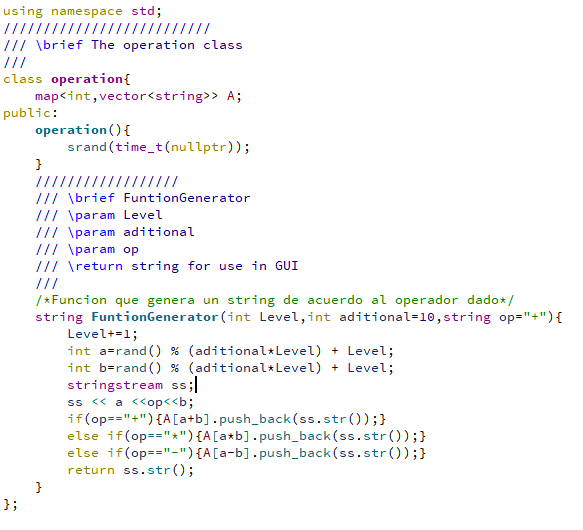 using namespace std;
//////////////////////////
/// \brief The operation class
///
class operation{
    map<int,vector<string>> A;
public:
    operation(){
        srand(time_t(nullptr));
    }
    //////////////////
    /// \brief FuntionGenerator
    /// \param Level
    /// \param aditional
    /// \param op
    /// \return string for use in GUI
    ///
    /*Funcion que genera un string de acuerdo al operador dado*/
    string FuntionGenerator(int Level,int aditional=10,string op="+"){
        Level+=1;
        int a=rand() % (aditional*Level) + Level;
        int b=rand() % (aditional*Level) + Level;
        stringstream ss;
        ss << a <<op<<b;
        if(op=="+"){A[a+b].push_back(ss.str());}
        else if(op=="*"){A[a*b].push_back(ss.str());}
        else if(op=="-"){A[a-b].push_back(ss.str());}
        return ss.str();
    }
};